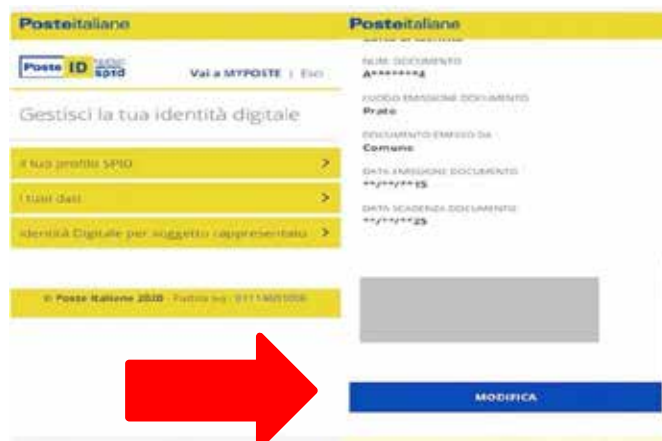 Posteitaliane
Poste ID spid
Vai a MYPOSTE | Esci
Gestisci la tua identità digitale
Il tuo profilo SPID
I tuoi dati
Identità Digitale per soggetto rappresentato
© Poste Italiane 2020 - Partita iva :
Posteitaliane
NUM. DOCUMENTO
A*******4
LUOGO EMISSIONE DOCUMENTO
Prato
DOCUMENTO EMESSO DA
Comune
DATA EMISSIONE DOCUMENTO
**/**/**15
DATA SCADENZA DOCUMENTO
**/**/**25
MODIFICA